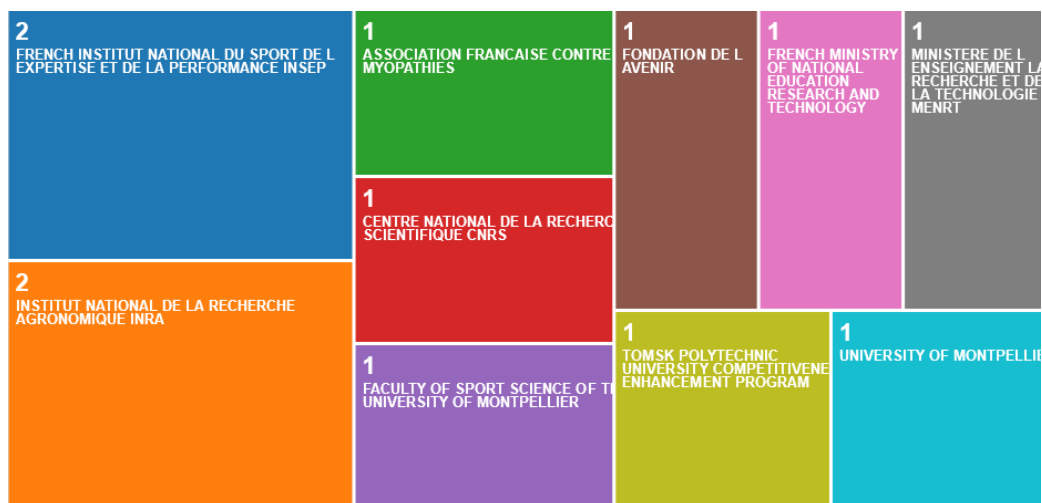 2
FRENCH INSTITUT NATIONAL DU SPORT DE L
EXPERTISE ET DE LA PERFORMANCE INSEP
2
INSTITUT NATIONAL DE LA RECHERCHE
AGRONOMIQUE INRA
1
ASSOCIATION FRANCAISE CONTRE
MYOPATHIES
1
CENTRE NATIONAL DE LA RECHERC
SCIENTIFIQUE CNRS
1
FACULTY OF SPORT SCIENCE OF T
UNIVERSITY OF MONTPELLIER
1
FONDATION DE L
AVENIR
1
FRENCH MINISTRY
OF NATIONAL
EDUCATION
RESEARCH AND
TECHNOLOGY
1
MINISTERE DE L
ENSEIGNEMENT LA
RECHERCHE ET DE
LA TECHNOLOGIE
MENRT
1
TOMSK POLYTECHNIC
UNIVERSITY COMPETITIVENE
ENHANCEMENT PROGRAM
1
UNIVERSITY OF MONTPELLIE